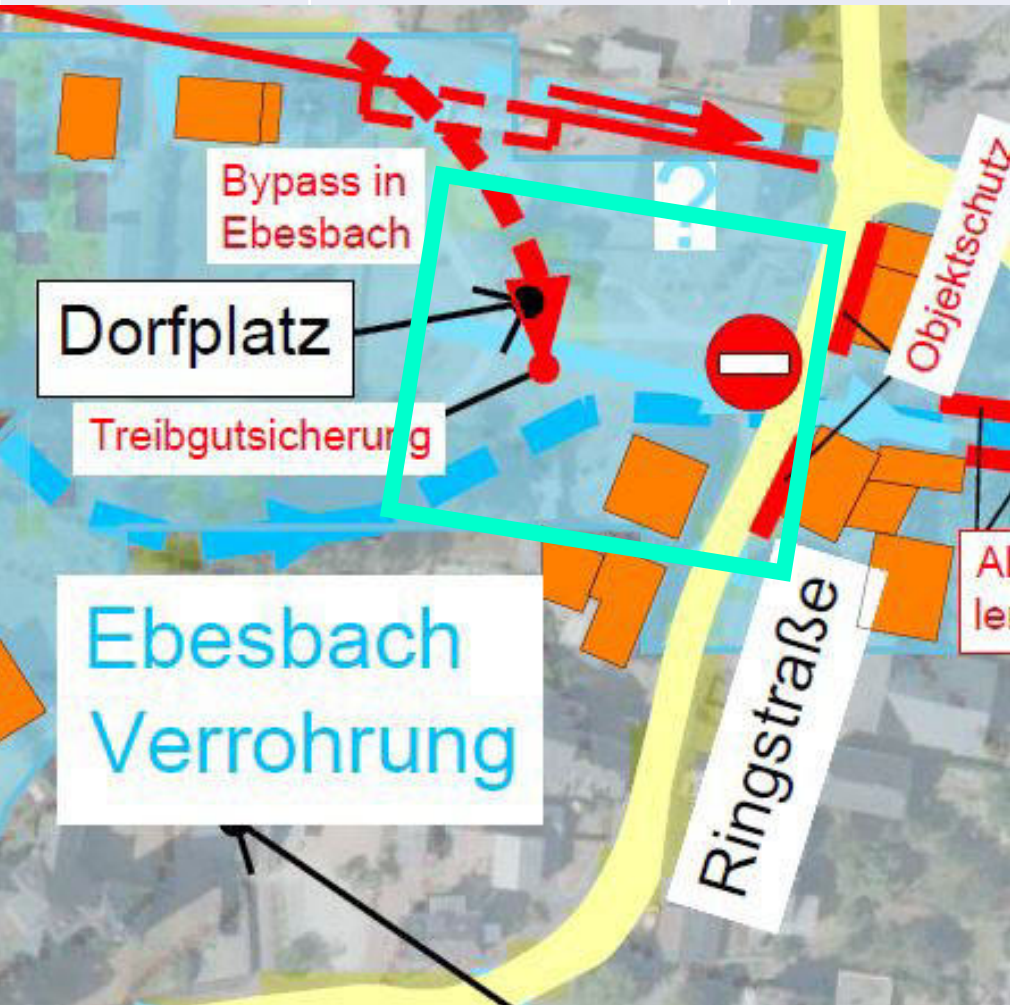 Bypass in
Ebesbach
?
Objektschutz
Dorfplatz
Treibgutsicherung
Ebesbach
Verrohrung
Ringstraße